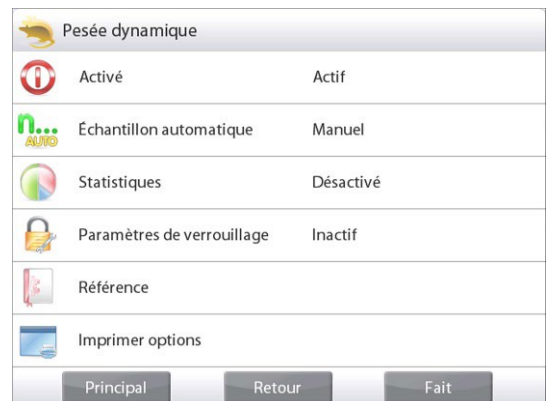 Pesée dynamique
Activé Actif
n... AUTO Échantillon automatique Manuel
Statistiques Désactivé
Paramètres de verrouillage Inactif
Référence
Imprimer options
Principal Retour Fait